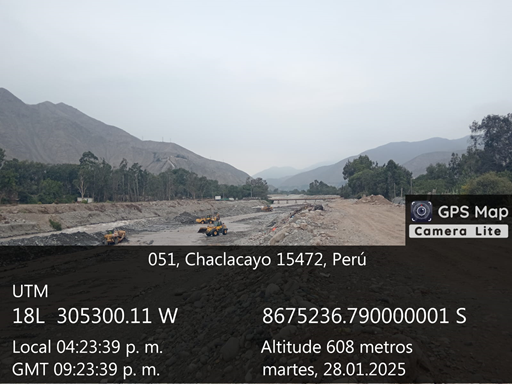 GPS Map
Camera Lite
051, Chaclacayo 15472, Perú
UTM
18L 305300.11 W 8675236.790000001 S
Local 04:23:39 p. m. Altitude 608 metros
GMT 09:23:39 p. m. martes, 28.01.2025